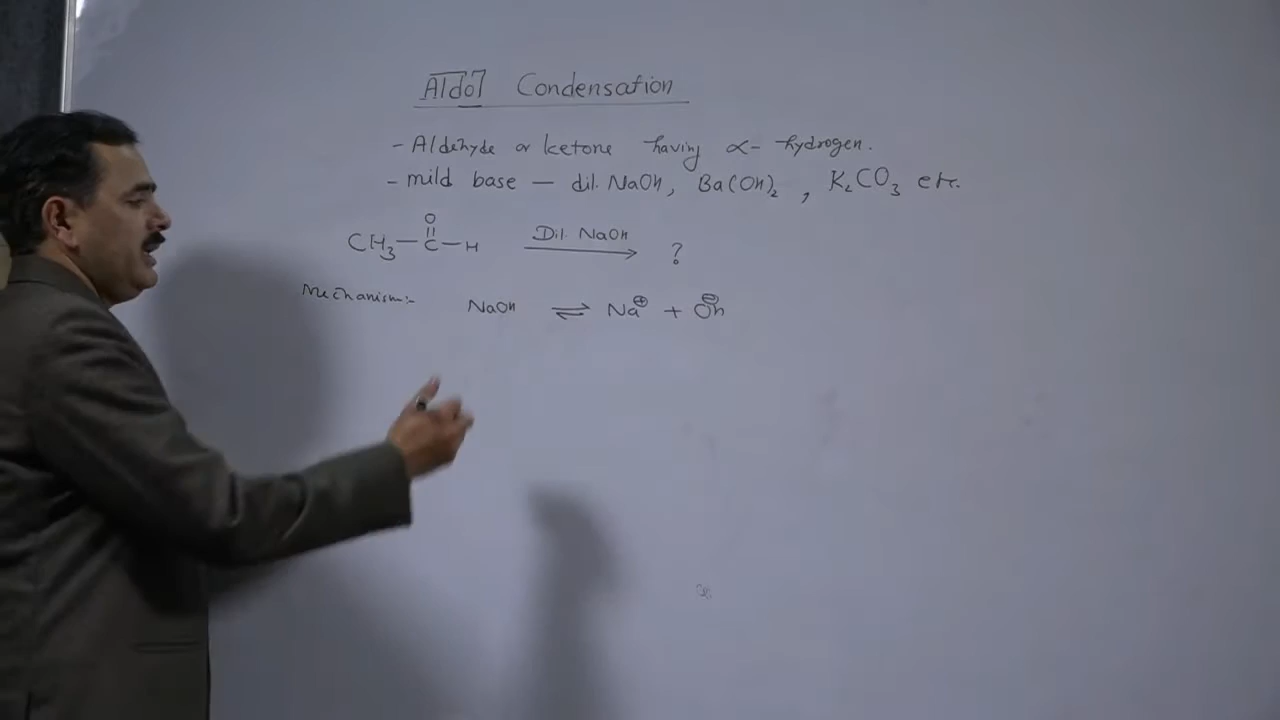 Aldol Condensation
- Aldehyde or ketone having α- hydrogen.
- mild base — dil. NaOH, Ba(OH)₂, K₂CO₃ etc.
O
||
CH₃—C—H Dil. NaOH → ?
Mechanism:- NaOH ⇌ Na⊕ + ⊖OH